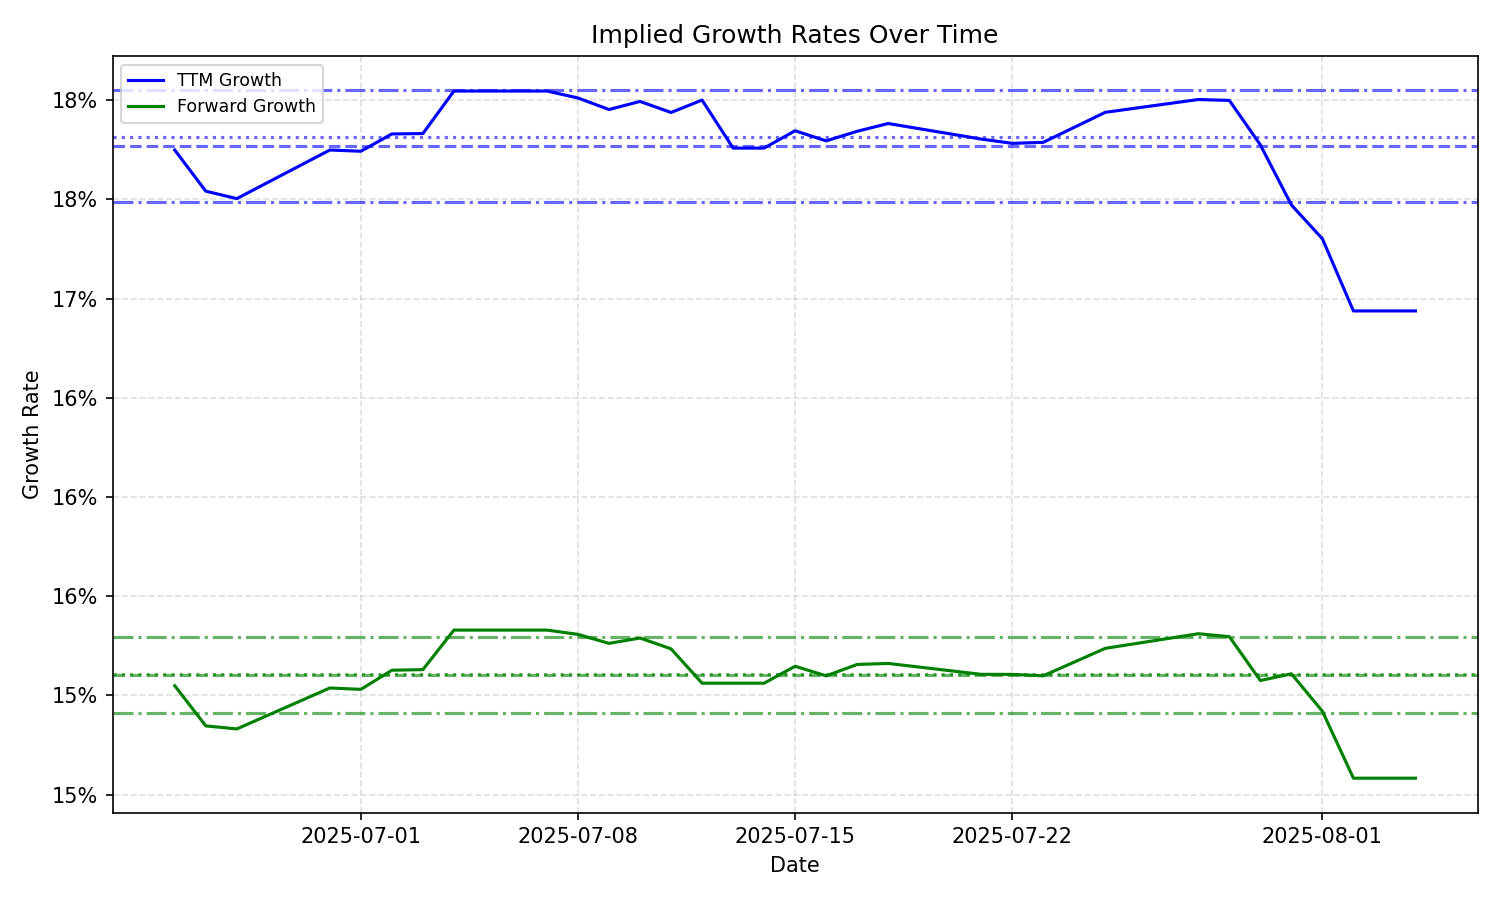 Implied Growth Rates Over Time
TTM Growth
Forward Growth
18%
18%
17%
16%
16%
16%
15%
15%
Growth Rate
2025-07-01
2025-07-08
2025-07-15
2025-07-22
2025-08-01
Date